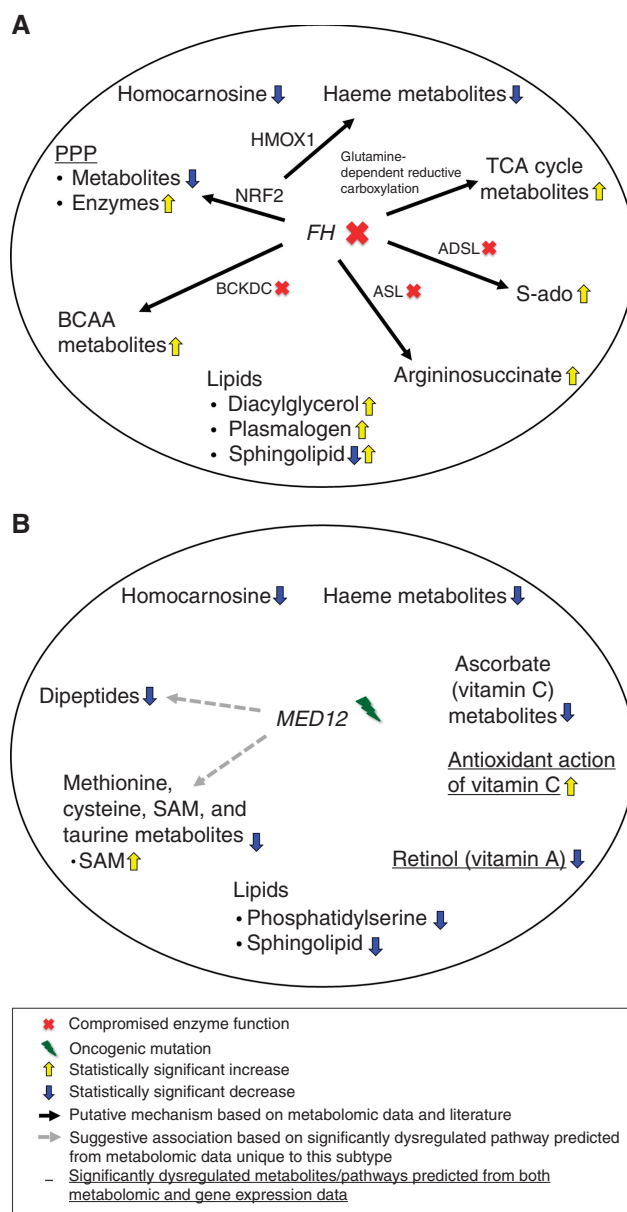 A
Homocarnosine
Haeme metabolites
HMOX1
PPP
• Metabolites
• Enzymes
NRF2
Glutamine-
dependent reductive
carboxylation
TCA cycle
metabolites
FH
ADSL
BCKDC
ASL
S-ado
BCAA
metabolites
Argininosuccinate
Lipids
• Diacylglycerol
• Plasmalogen
• Sphingolipid
B
Homocarnosine
Haeme metabolites
Dipeptides
MED12
Ascorbate
(vitamin C)
metabolites
Antioxidant action
of vitamin C
Methionine,
cysteine, SAM, and
taurine metabolites
•SAM
Retinol (vitamin A)
Lipids
• Phosphatidylserine
• Sphingolipid
Compromised enzyme function
Oncogenic mutation
Statistically significant increase
Statistically significant decrease
Putative mechanism based on metabolomic data and literature
Suggestive association based on significantly dysregulated pathway predicted
from metabolomic data unique to this subtype
Significantly dysregulated metabolites/pathways predicted from both
metabolomic and gene expression data